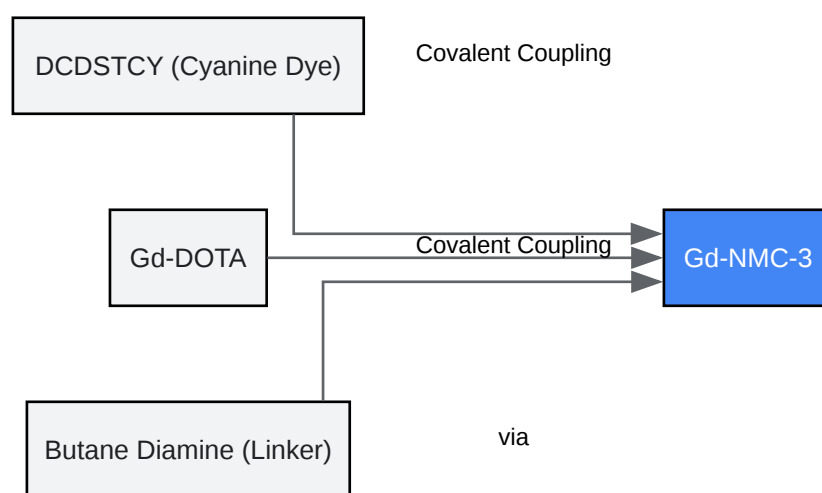 DCDSTCY (Cyanine Dye)
Covalent Coupling
Gd-DOTA
Covalent Coupling
Gd-NMC-3
Butane Diamine (Linker)
via